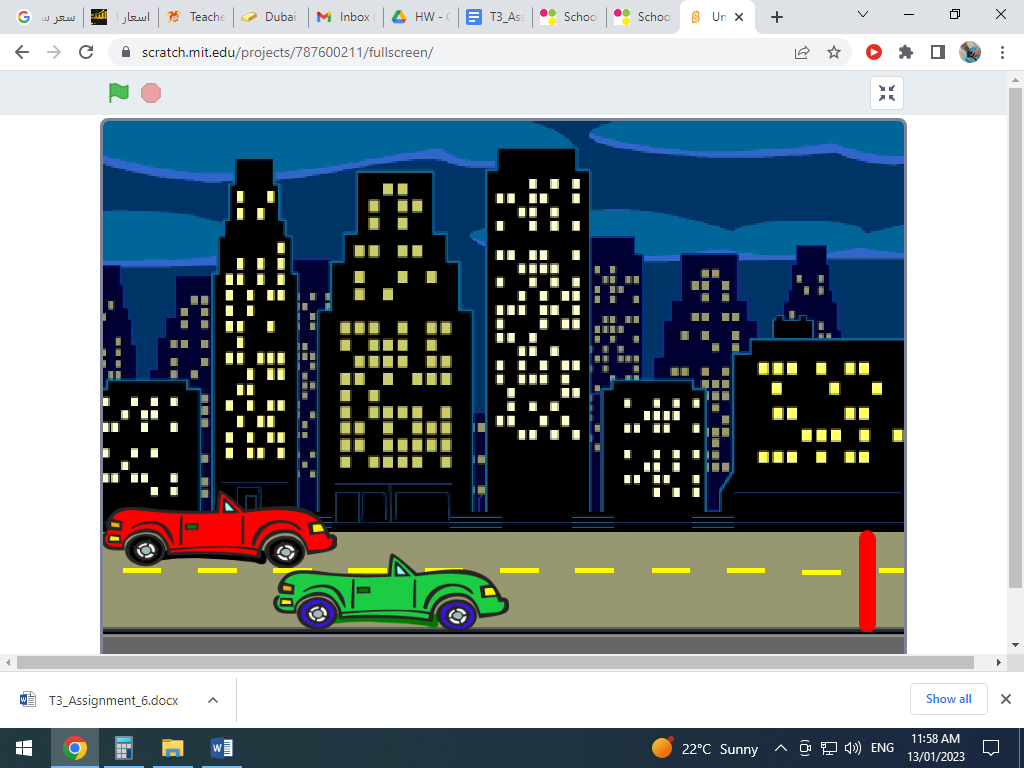 سعر س
اسعار ا
Teache
Dubai
Inbox
HW - (
T3_Ass
Schoo
Schoo
Un
scratch.mit.edu/projects/787600211/fullscreen/
T3_Assignment_6.docx
Show all
22°C Sunny
ENG
11:58 AM
13/01/2023